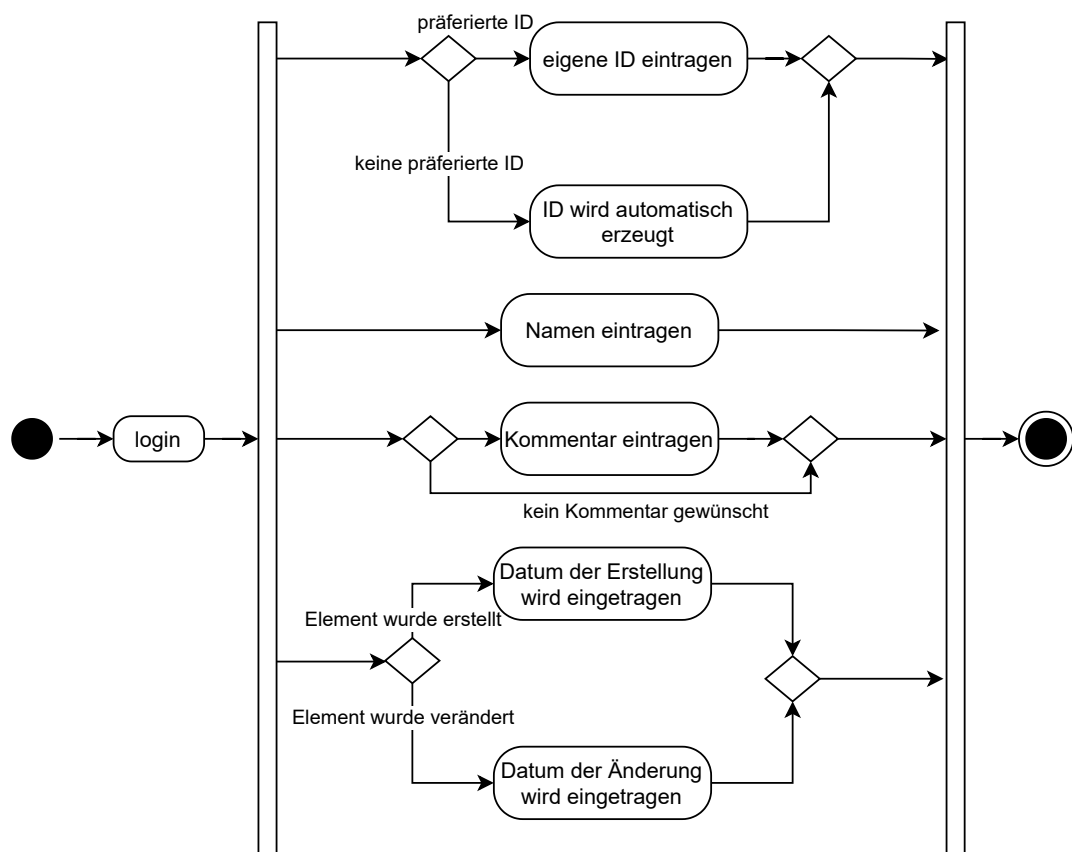 präferierte ID
eigene ID eintragen
keine präferierte ID
ID wird automatisch
erzeugt
Namen eintragen
login
Kommentar eintragen
kein Kommentar gewünscht
Datum der Erstellung
wird eingetragen
Element wurde erstellt
Element wurde verändert
Datum der Änderung
wird eingetragen